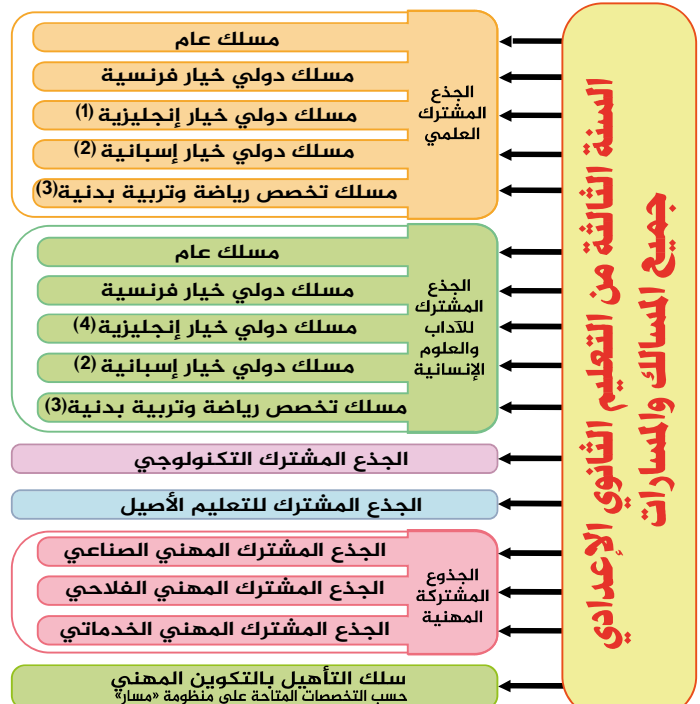 السنة الثالثة من التعليم الثانوي الإعدادي
جميع المسالك والمسارات
الجذع
المشترك
العلمي
مسلك عام
مسلك دولي خيار فرنسية
مسلك دولي خيار إنجليزية (1)
مسلك دولي خيار إسبانية (2)
مسلك تخصص رياضة وتربية بدنية(3)
الجذع
المشترك
للآداب
والعلوم
الإنسانية
مسلك عام
مسلك دولي خيار فرنسية
مسلك دولي خيار إنجليزية (4)
مسلك دولي خيار إسبانية (2)
مسلك تخصص رياضة وتربية بدنية(3)
الجذع المشترك التكنولوجي
الجذع المشترك للتعليم الأصيل
الجذوع
المشتركة
المهنية
الجذع المشترك المهني الصناعي
الجذع المشترك المهني الفلاحي
الجذع المشترك المهني الخدماتي
سلك التأهيل بالتكوين المهني
حسب التخصصات المتاحة على منظومة «مسار»